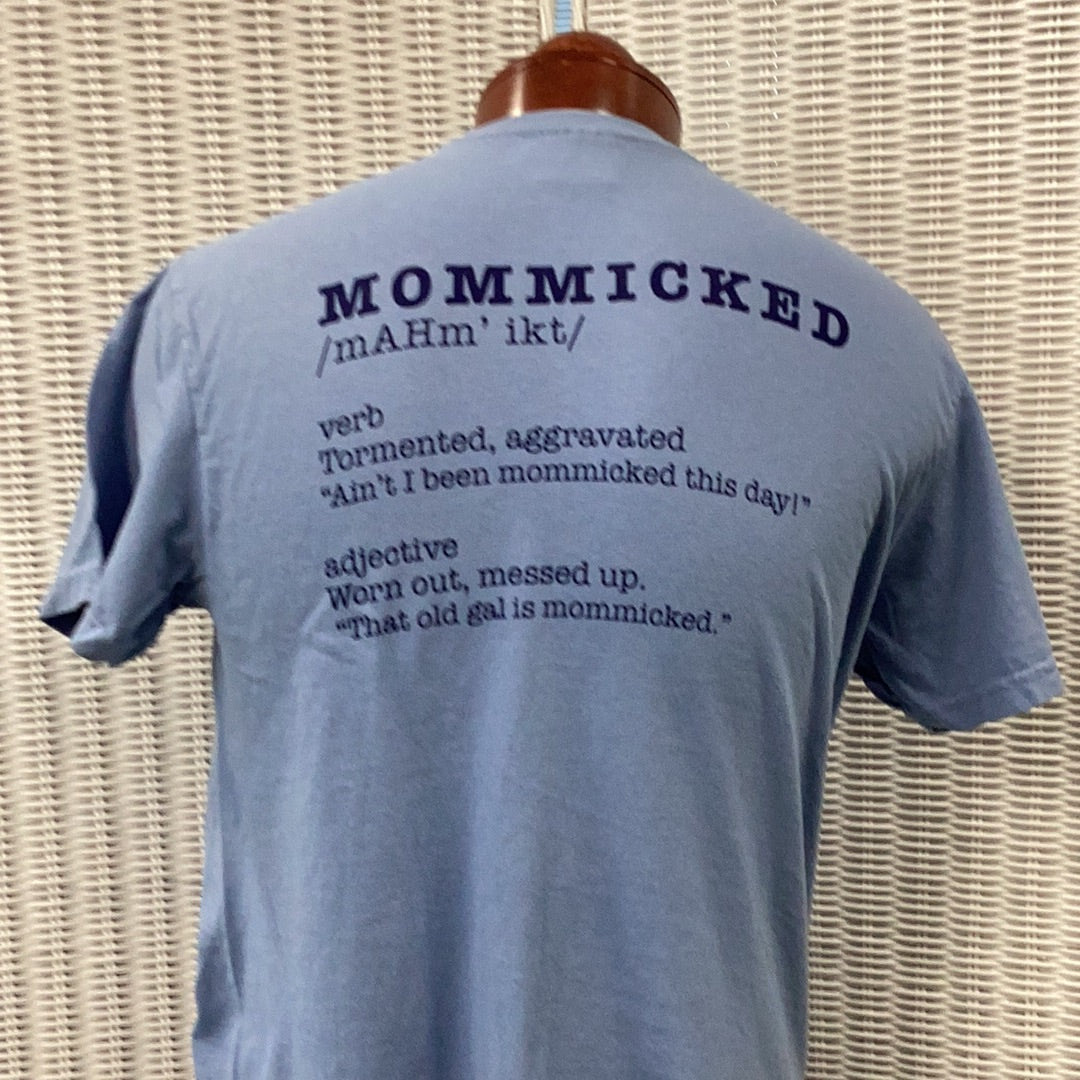 MOMMICKED
/mAHm' ikt/
verb
Tormented, aggravated
“Ain't I been mommicked this day!”
adjective
Worn out, messed up.
“That old gal is mommicked.”